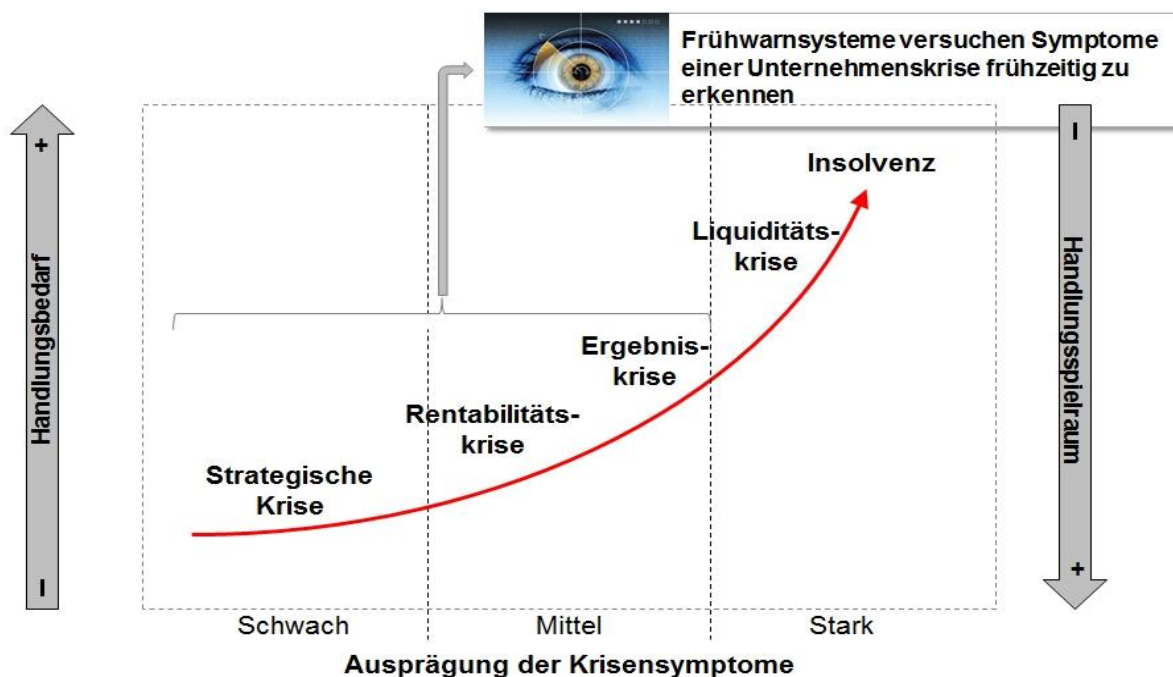 Frühwarnsysteme versuchen Symptome
einer Unternehmenskrise frühzeitig zu
erkennen
+
Handlungsbedarf
–
–
Handlungsspielraum
+
Insolvenz
Liquiditäts-
krise
Ergebnis-
krise
Rentabilitäts-
krise
Strategische
Krise
Schwach
Mittel
Stark
Ausprägung der Krisensymptome